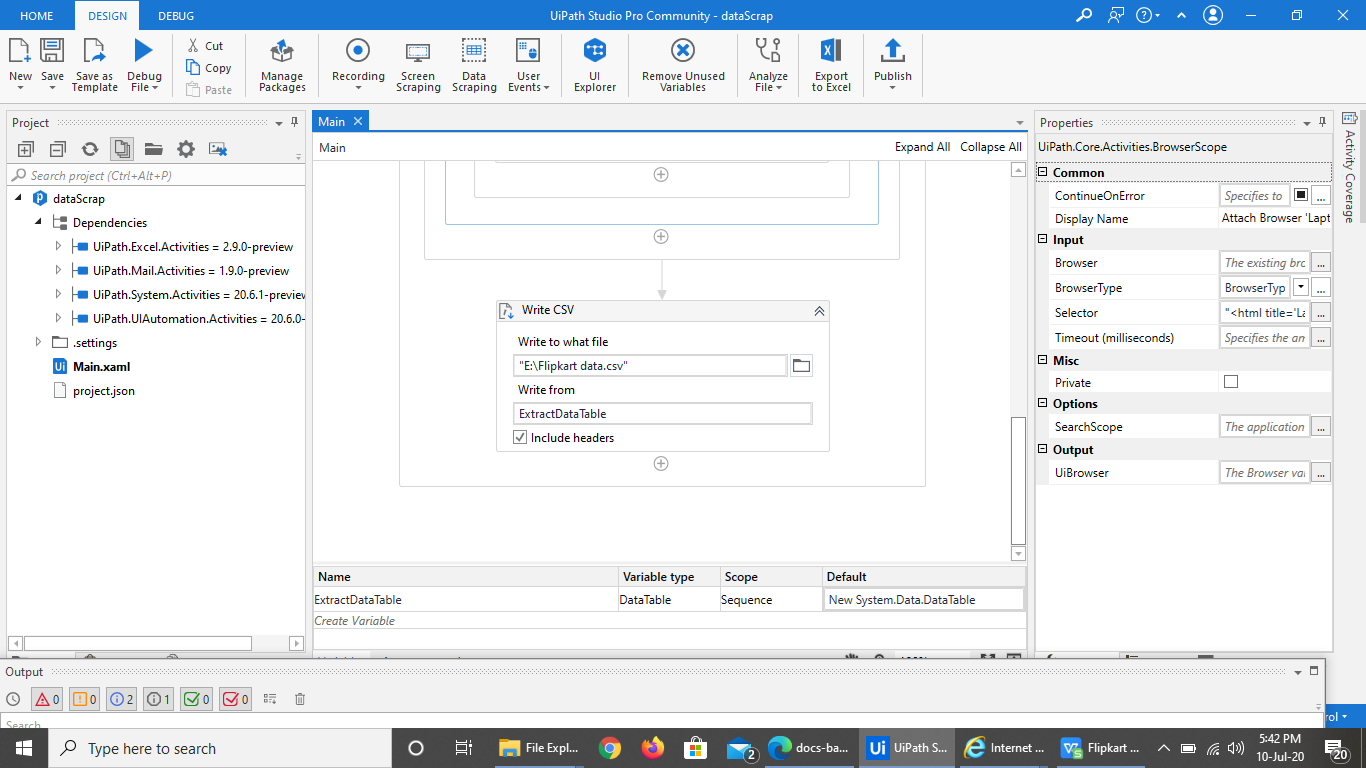 HOME DESIGN DEBUG UiPath Studio Pro Community - dataScrap
New Save Save as Template Debug File Cut Copy Paste Manage Packages Recording Screen Scraping Data Scraping User Events UI Explorer Remove Unused Variables Analyze File Export to Excel Publish
Project
Search project (Ctrl+Alt+P)
dataScrap
Dependencies
UiPath.Excel.Activities = 2.9.0-preview
UiPath.Mail.Activities = 1.9.0-preview
UiPath.System.Activities = 20.6.1-preview
UiPath.UIAutomation.Activities = 20.6.0-
.settings
Main.xaml
project.json
Main
Main Expand All Collapse All
Write CSV
Write to what file
"E:\Flipkart data.csv"
Write from
ExtractDataTable
Include headers
Name Variable type Scope Default
ExtractDataTable DataTable Sequence New System.Data.DataTable
Create Variable
Properties
UiPath.Core.Activities.BrowserScope
Common
ContinueOnError Specifies to ...
Display Name Attach Browser 'Lapt
Input
Browser The existing brc ...
BrowserType BrowserTyp ...
Selector "<html title='La ...
Timeout (milliseconds) Specifies the an ...
Misc
Private
Options
SearchScope The application ...
Output
UiBrowser The Browser va ...
Activity Coverage
Output
0 0 2 1 0 0
Search
rol
Type here to search File Expl... 2 docs-ba... Ui UiPath S... Internet ... Flipkart ... 5:42 PM
10-Jul-20 20